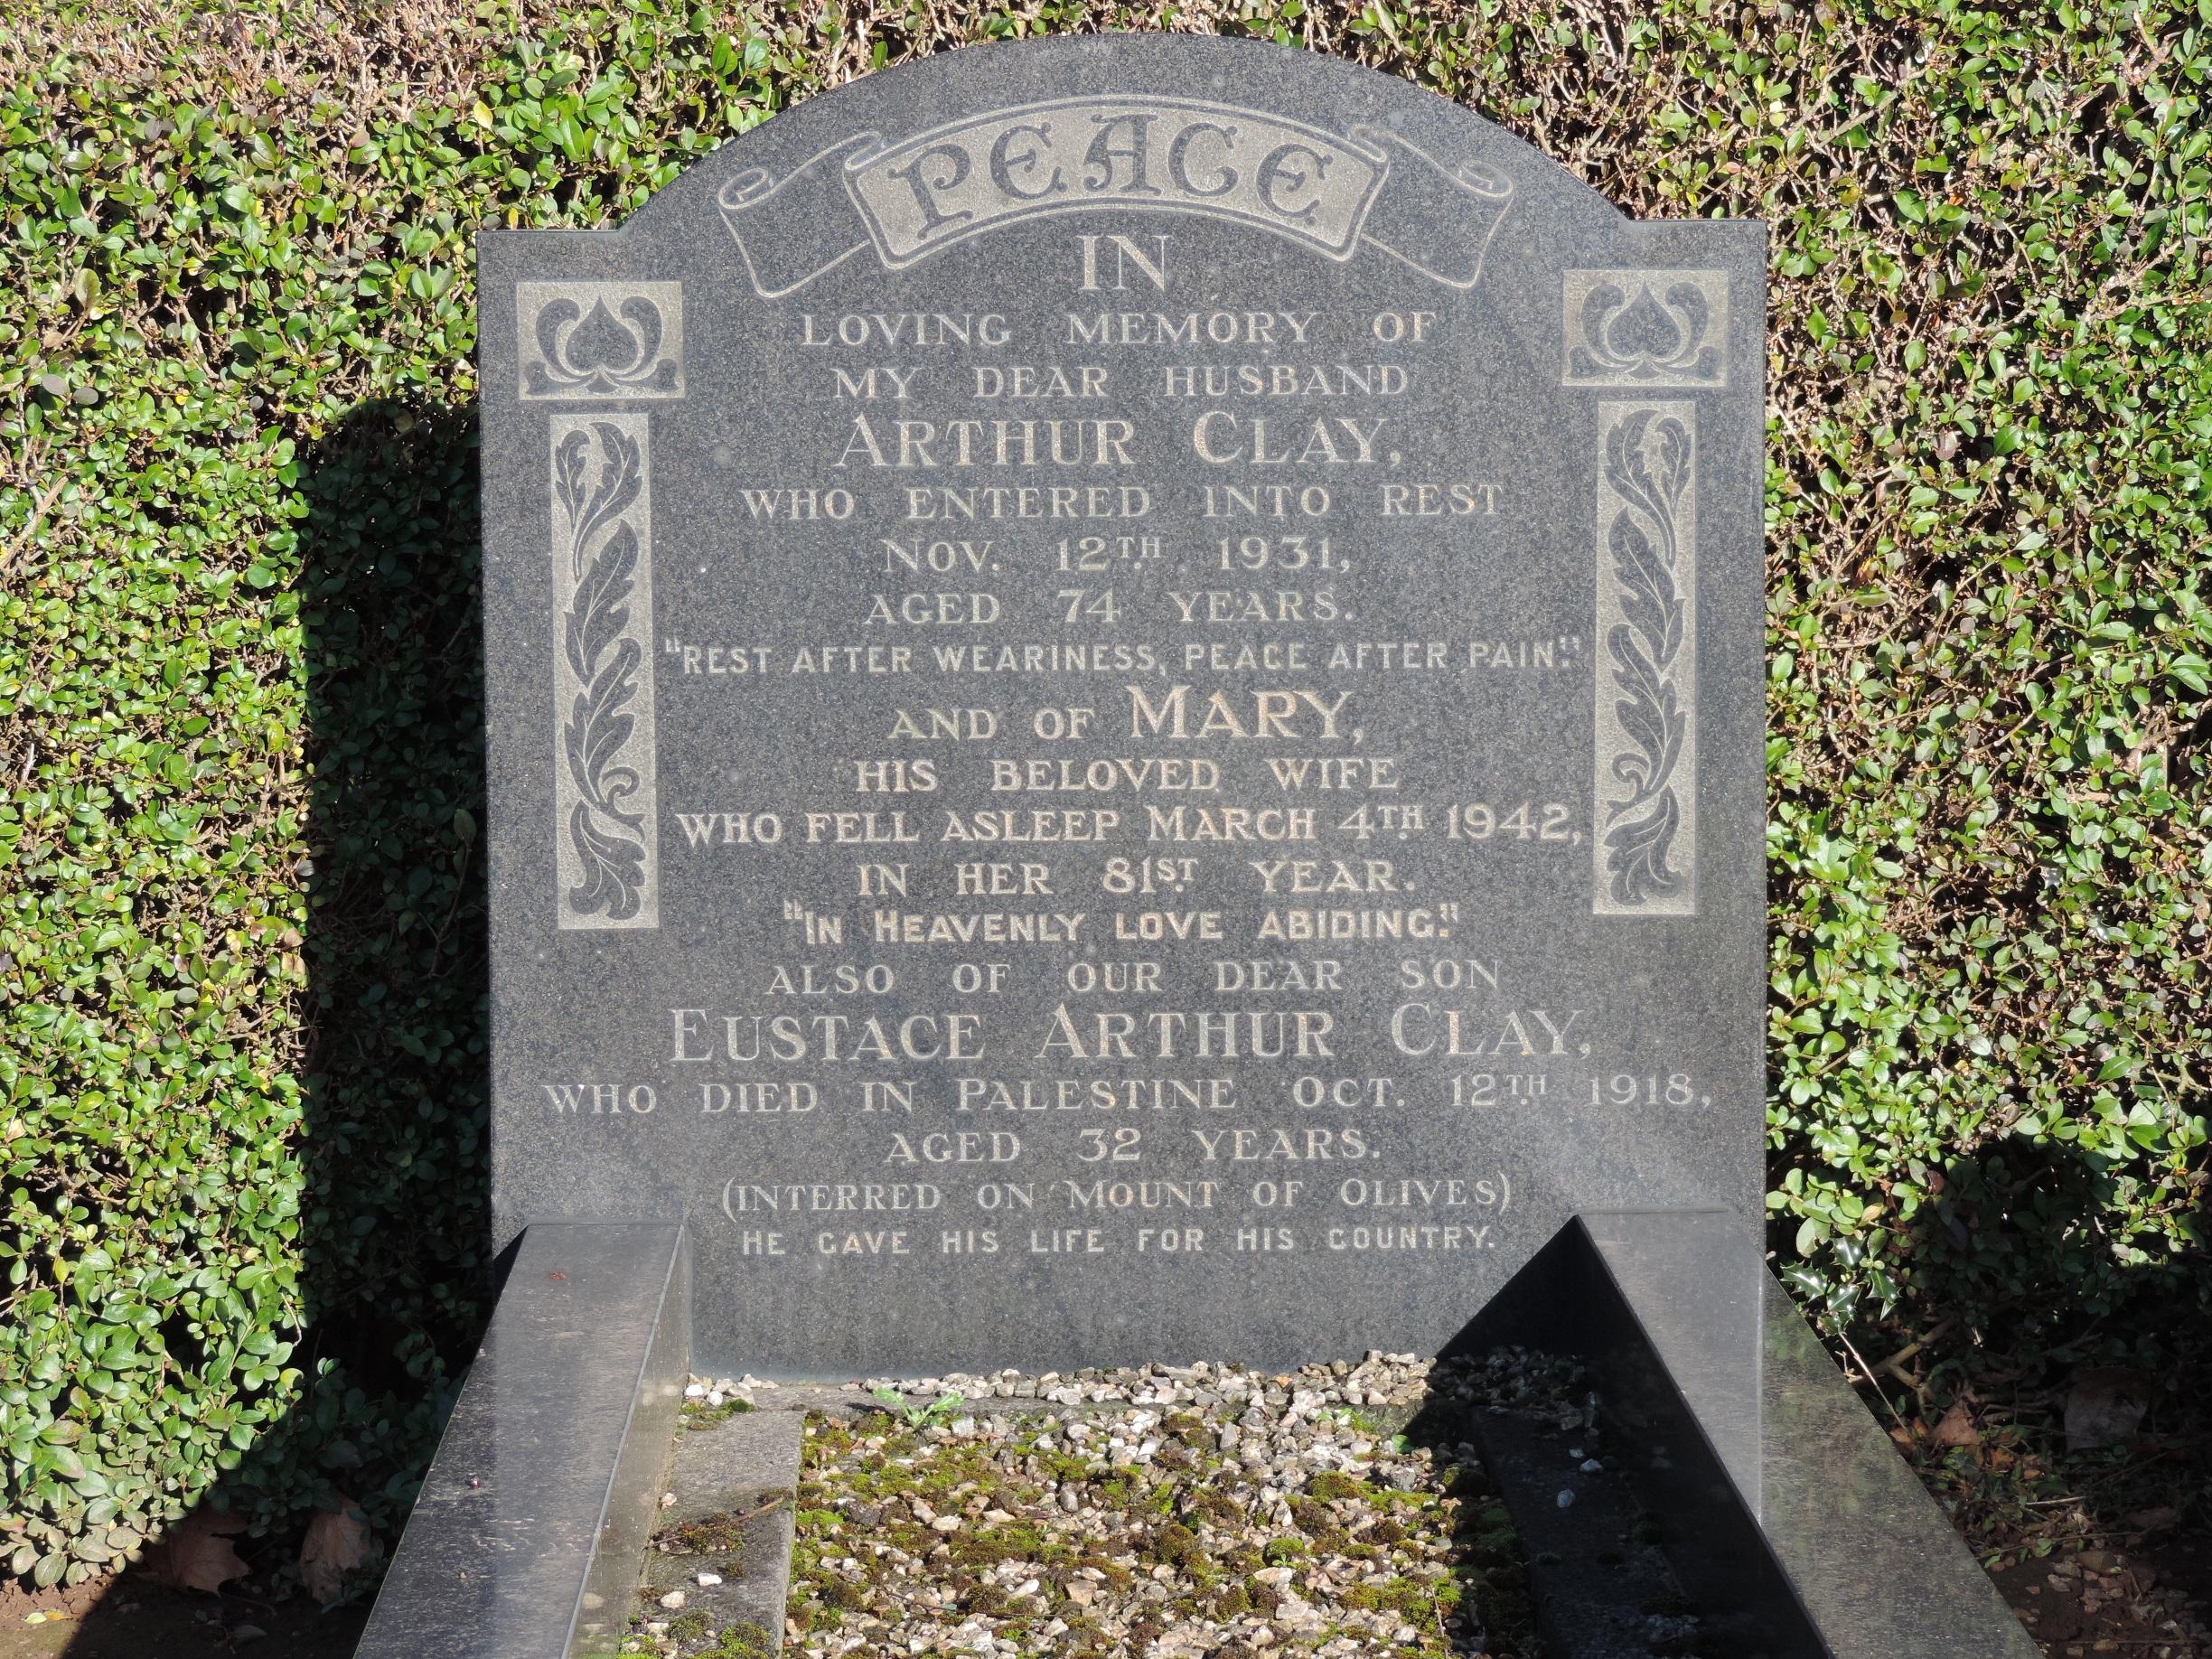 PEACE
IN
LOVING MEMORY OF
MY DEAR HUSBAND
ARTHUR CLAY,
WHO ENTERED INTO REST
NOV. 12TH 1931,
AGED 74 YEARS.
"REST AFTER WEARINESS, PEACE AFTER PAIN."
AND OF MARY,
HIS BELOVED WIFE
WHO FELL ASLEEP MARCH 4TH 1942,
IN HER 81ST YEAR.
"IN HEAVENLY LOVE ABIDING."
ALSO OF OUR DEAR SON
EUSTACE ARTHUR CLAY,
WHO DIED IN PALESTINE OCT. 12TH 1918,
AGED 32 YEARS.
(INTERRED ON MOUNT OF OLIVES)
HE GAVE HIS LIFE FOR HIS COUNTRY.